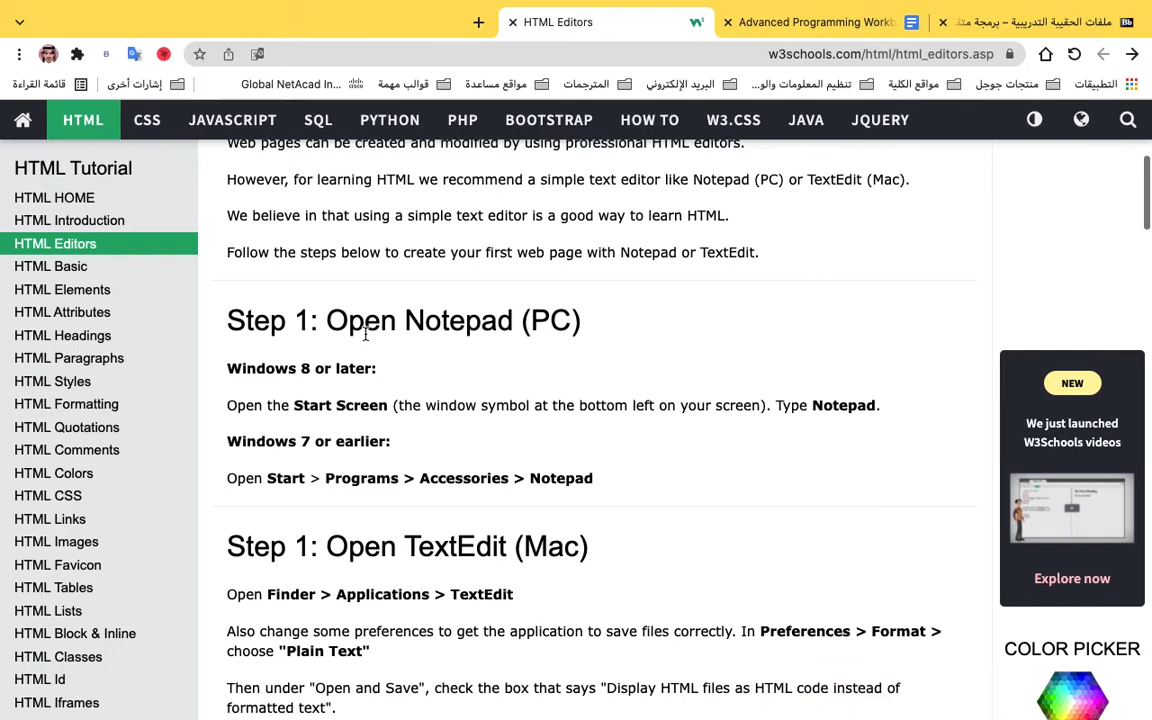 HTML Editors
Advanced Programming Workb
ملفات الحقيبة التدريبية – برمجة متق
Bb
w3schools.com/html/html_editors.asp
التطبيقات
منتجات جوجل
مواقع الكلية
تنظيم المعلومات والو...
البريد الإلكتروني
المترجمات
مواقع مساعدة
قوالب مهمة
Global NetAcad In...
إشارات أخرى
قائمة القراءة
HTML CSS JAVASCRIPT SQL PYTHON PHP BOOTSTRAP HOW TO W3.CSS JAVA JQUERY
HTML Tutorial
HTML HOME
HTML Introduction
HTML Editors
HTML Basic
HTML Elements
HTML Attributes
HTML Headings
HTML Paragraphs
HTML Styles
HTML Formatting
HTML Quotations
HTML Comments
HTML Colors
HTML CSS
HTML Links
HTML Images
HTML Favicon
HTML Tables
HTML Lists
HTML Block & Inline
HTML Classes
HTML Id
HTML Iframes
Web pages can be created and modified by using professional HTML editors.
However, for learning HTML we recommend a simple text editor like Notepad (PC) or TextEdit (Mac).
We believe in that using a simple text editor is a good way to learn HTML.
Follow the steps below to create your first web page with Notepad or TextEdit.
Step 1: Open Notepad (PC)
Windows 8 or later:
Open the Start Screen (the window symbol at the bottom left on your screen). Type Notepad.
Windows 7 or earlier:
Open Start > Programs > Accessories > Notepad
Step 1: Open TextEdit (Mac)
Open Finder > Applications > TextEdit
Also change some preferences to get the application to save files correctly. In Preferences > Format >
choose "Plain Text"
Then under "Open and Save", check the box that says "Display HTML files as HTML code instead of
formatted text".
NEW
We just launched
W3Schools videos
Explore now
COLOR PICKER